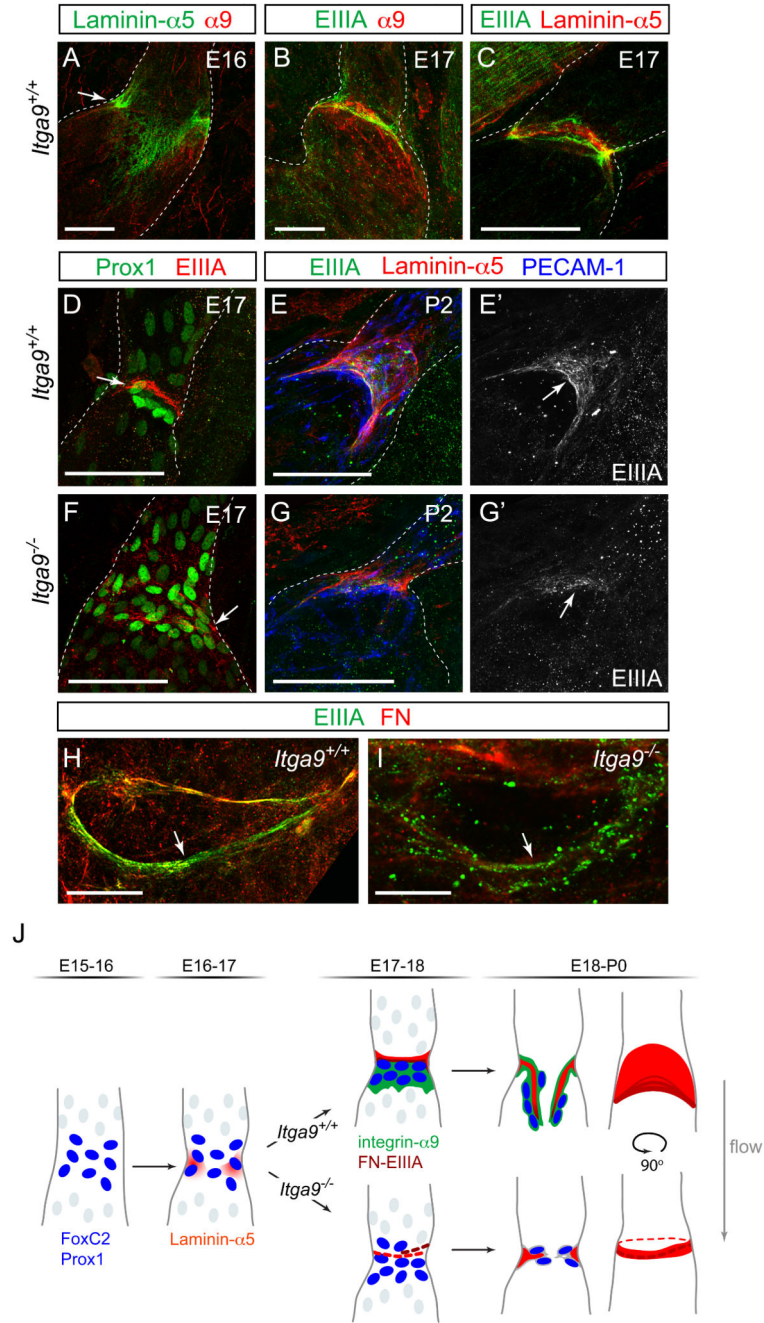 Laminin-α5 α9
EIIIA α9
EIIIA Laminin-α5
Itga9+/+
A E16
B E17
C E17
Prox1 EIIIA
EIIIA Laminin-α5 PECAM-1
Itga9+/+
D E17
E P2
E’
EIIIA
Itga9-/-
F E17
G P2
G’
EIIIA
EIIIA FN
H Itga9+/+
I Itga9-/-
J
E15-16
E16-17
E17-18
E18-P0
Itga9+/+
integrin-α9
FN-EIIIA
90º
flow
Itga9-/-
FoxC2
Prox1
Laminin-α5